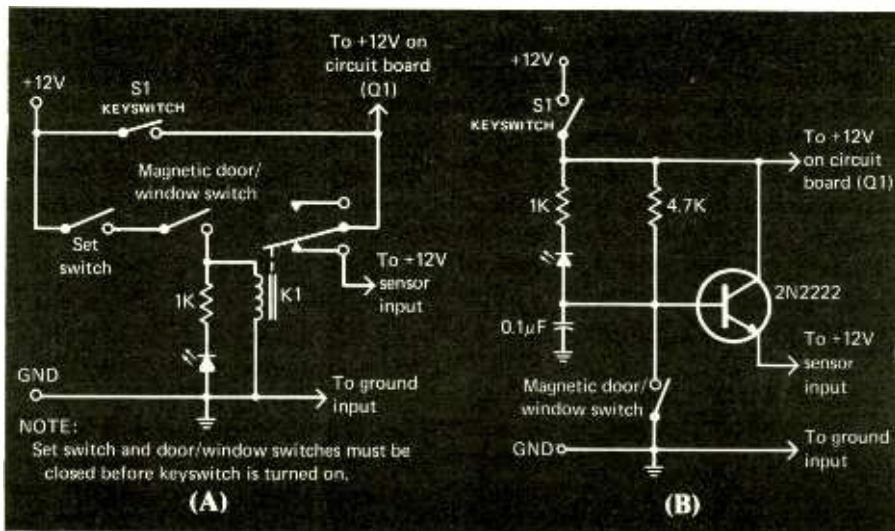 +12V
S1
KEYSWITCH
To +12V on
circuit board
(Q1)
Magnetic door/
window switch
Set
switch
1K
K1
To +12V
sensor
input
GND
To ground
input
NOTE:
Set switch and door/window switches must be
closed before keyswitch is turned on.
(A)
+12V
S1
KEYSWITCH
To +12V
on circuit
board (Q1)
1K
4.7K
2N2222
0.1µF
To +12V
sensor
input
Magnetic door/
window switch
GND
To ground
input
(B)